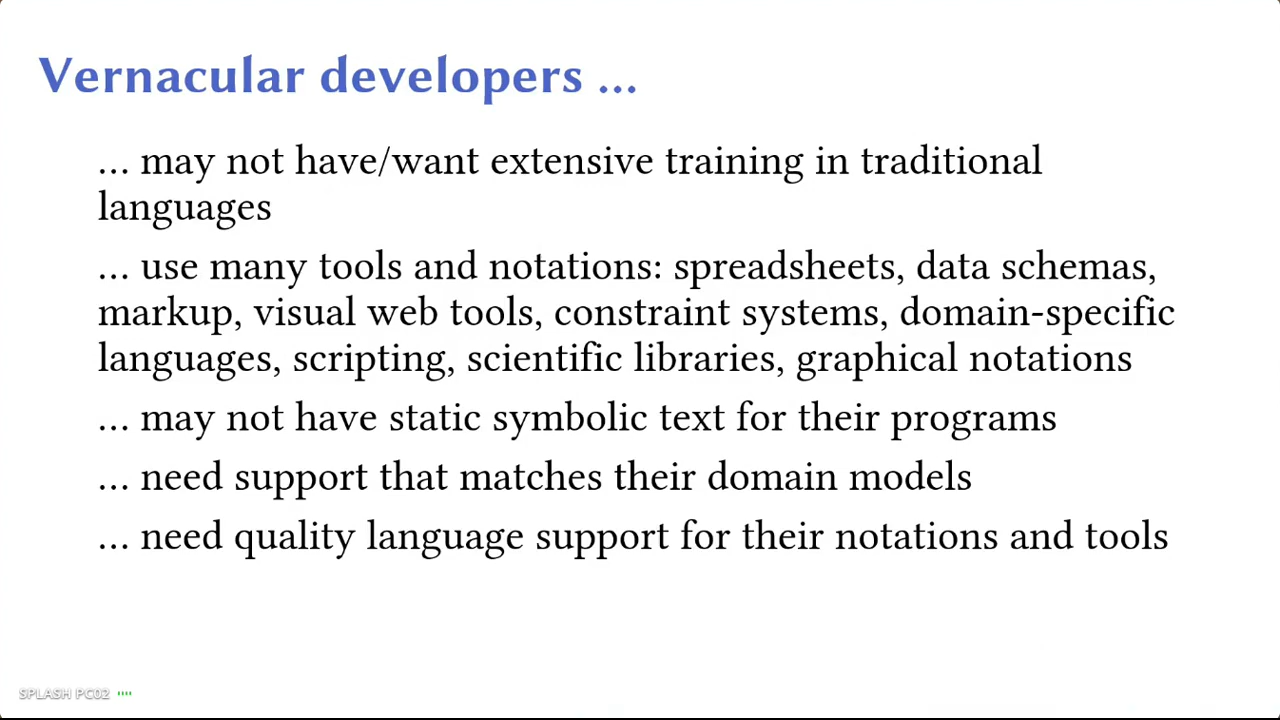 Vernacular developers ...
... may not have/want extensive training in traditional
languages
... use many tools and notations: spreadsheets, data schemas,
markup, visual web tools, constraint systems, domain-specific
languages, scripting, scientific libraries, graphical notations
... may not have static symbolic text for their programs
... need support that matches their domain models
... need quality language support for their notations and tools
SPLASH PC02